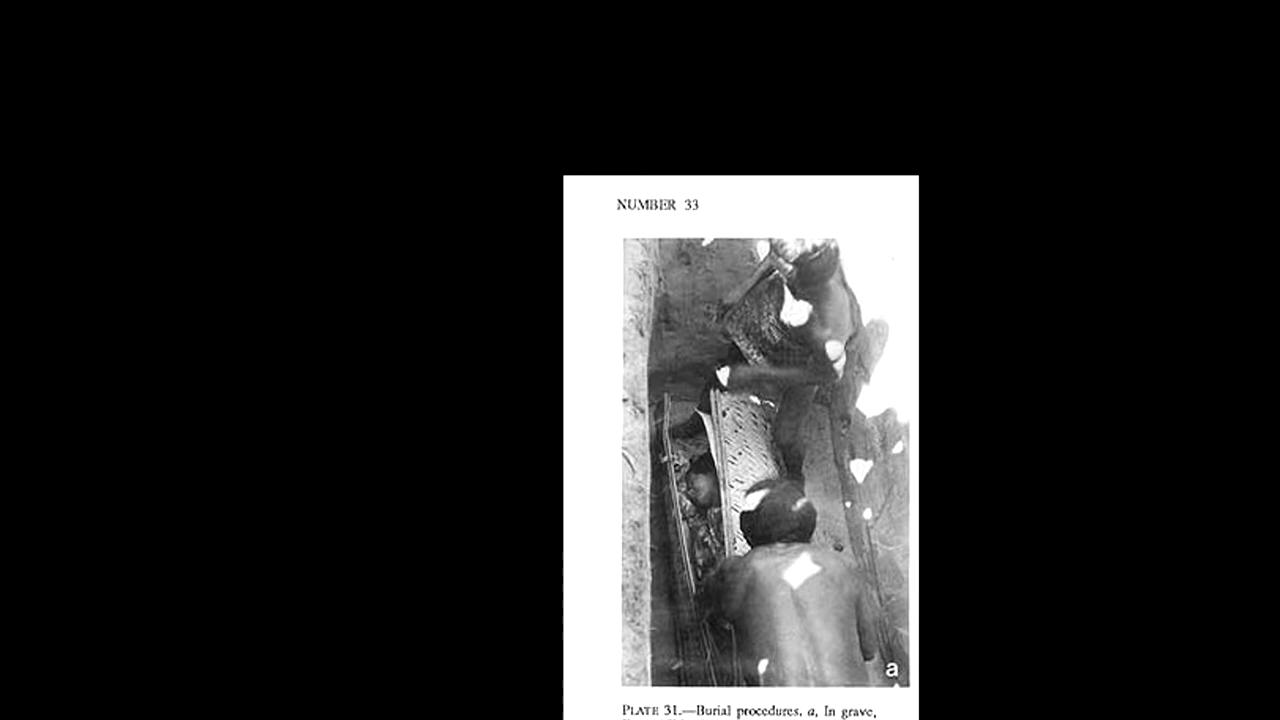 NUMBER 33
a
PLATE 31.—Burial procedures, a, In grave,